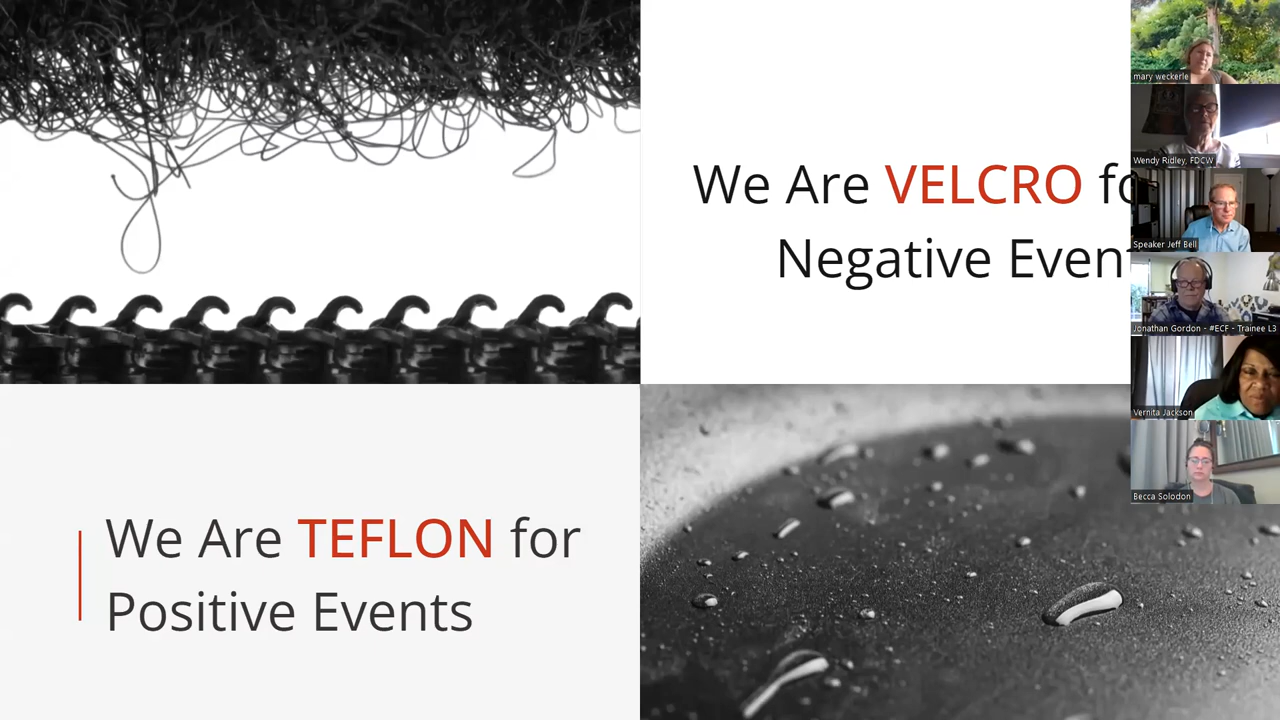 We Are VELCRO fo
Negative Even
We Are TEFLON for
Positive Events
mary weckerle
Wendy Ridley, FDCW
Speaker Jeff Bell
Jonathan Gordon - #ECF - Trainee L3
Vernita Jackson
Becca Solodon